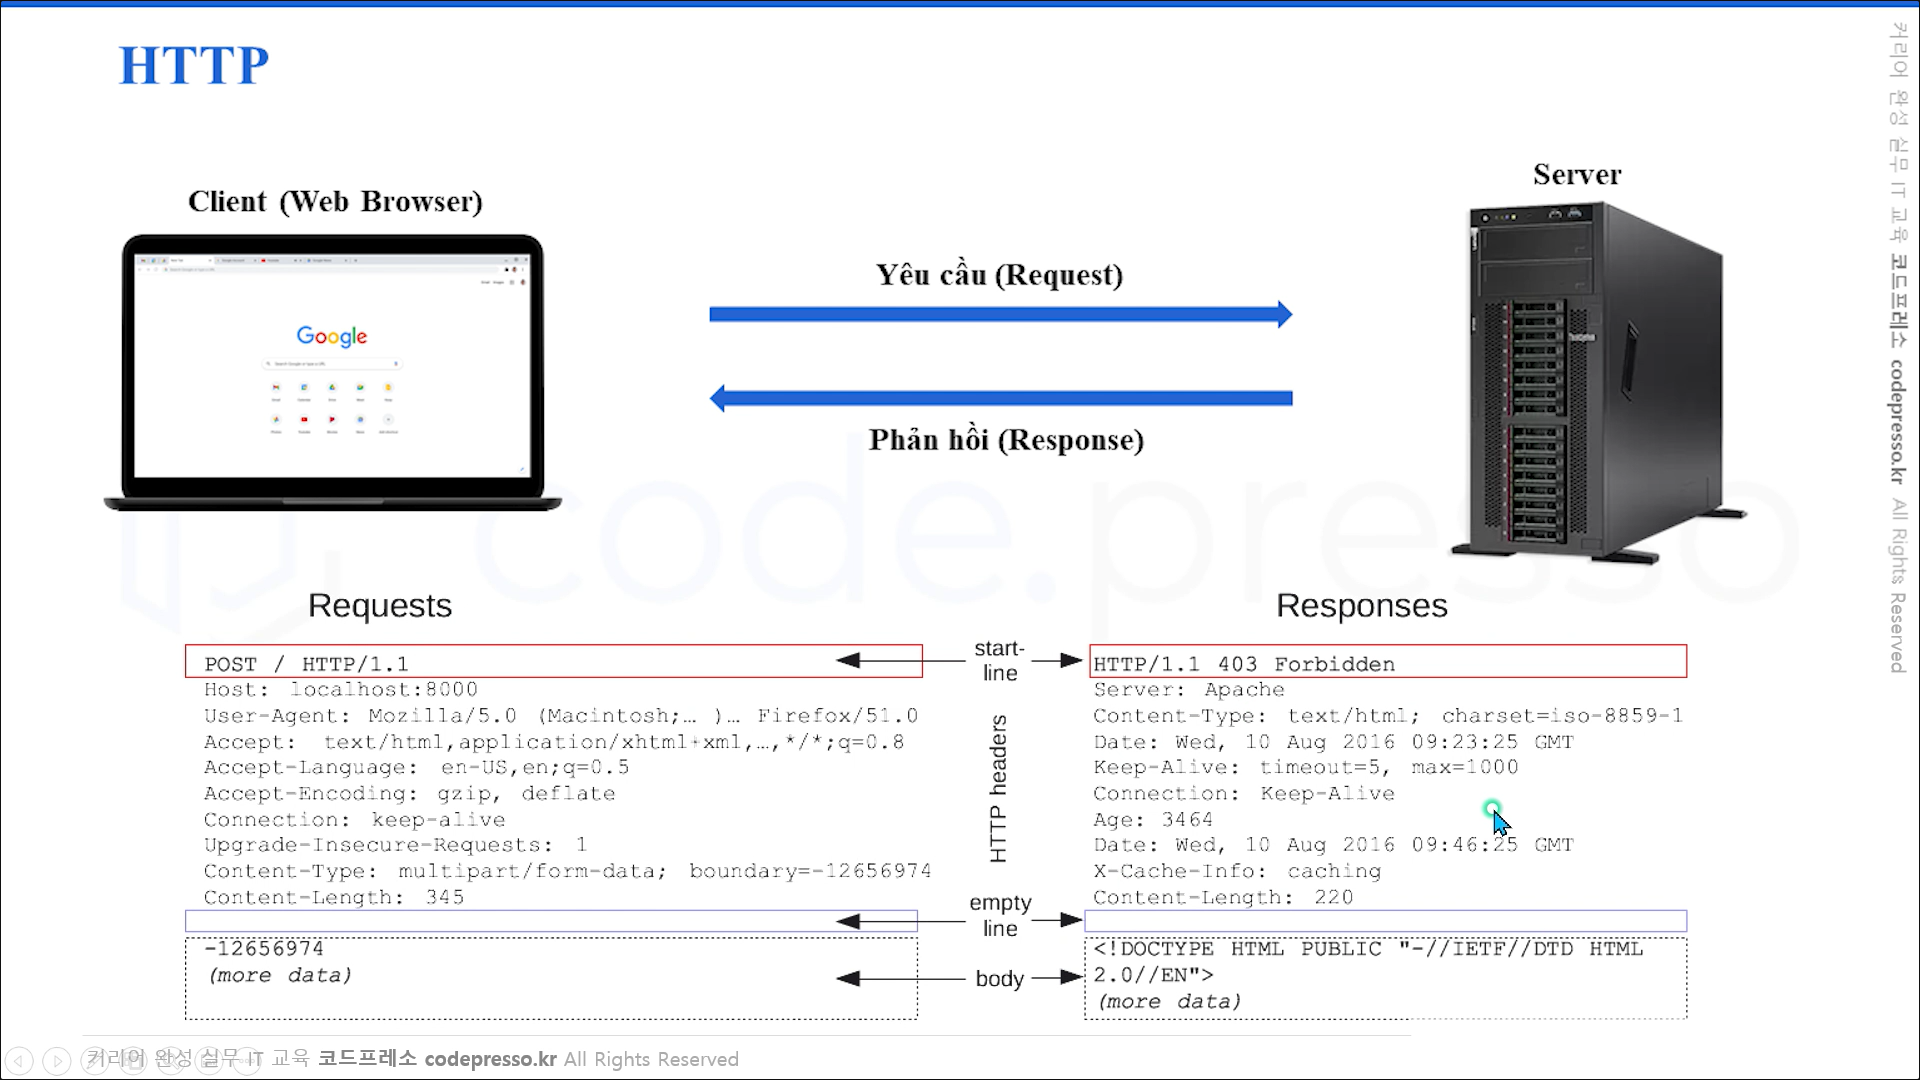 HTTP
Client (Web Browser)
Server
Google
Yêu cầu (Request)
Phản hồi (Response)
code.presso
Requests
Responses
POST / HTTP/1.1
Host: localhost:8000
User-Agent: Mozilla/5.0 (Macintosh;… )… Firefox/51.0
Accept: text/html,application/xhtml+xml,…,*/*;q=0.8
Accept-Language: en-US,en;q=0.5
Accept-Encoding: gzip, deflate
Connection: keep-alive
Upgrade-Insecure-Requests: 1
Content-Type: multipart/form-data; boundary=-12656974
Content-Length: 345
-12656974
(more data)
start-
line
HTTP headers
empty
line
body
HTTP/1.1 403 Forbidden
Server: Apache
Content-Type: text/html; charset=iso-8859-1
Date: Wed, 10 Aug 2016 09:23:25 GMT
Keep-Alive: timeout=5, max=1000
Connection: Keep-Alive
Age: 3464
Date: Wed, 10 Aug 2016 09:46:25 GMT
X-Cache-Info: caching
Content-Length: 220
<!DOCTYPE HTML PUBLIC "-//IETF//DTD HTML
2.0//EN">
(more data)
커리어 완성 실무 IT 교육 코드프레소 codepresso.kr All Rights Reserved
커리어 완성 실무 IT 교육 코드프레소 codepresso.kr All Rights Reserved